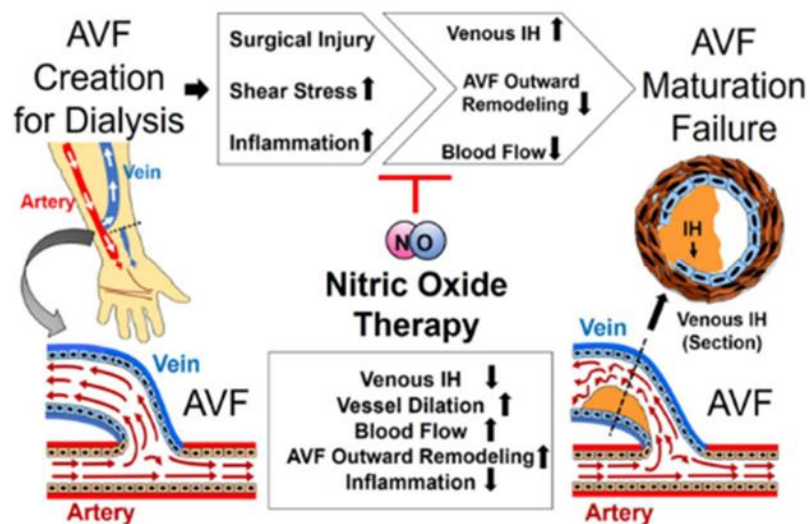 AVF
Creation
for Dialysis
Surgical Injury
Shear Stress ⬆
Inflammation ⬆
Venous IH ⬆
AVF Outward
Remodeling ⬇
Blood Flow ⬇
AVF
Maturation
Failure
Vein
Artery
NO
Nitric Oxide
Therapy
IH
Venous IH
(Section)
Vein
AVF
Artery
Venous IH ⬇
Vessel Dilation ⬆
Blood Flow ⬆
AVF Outward Remodeling ⬆
Inflammation ⬇
Vein
AVF
Artery